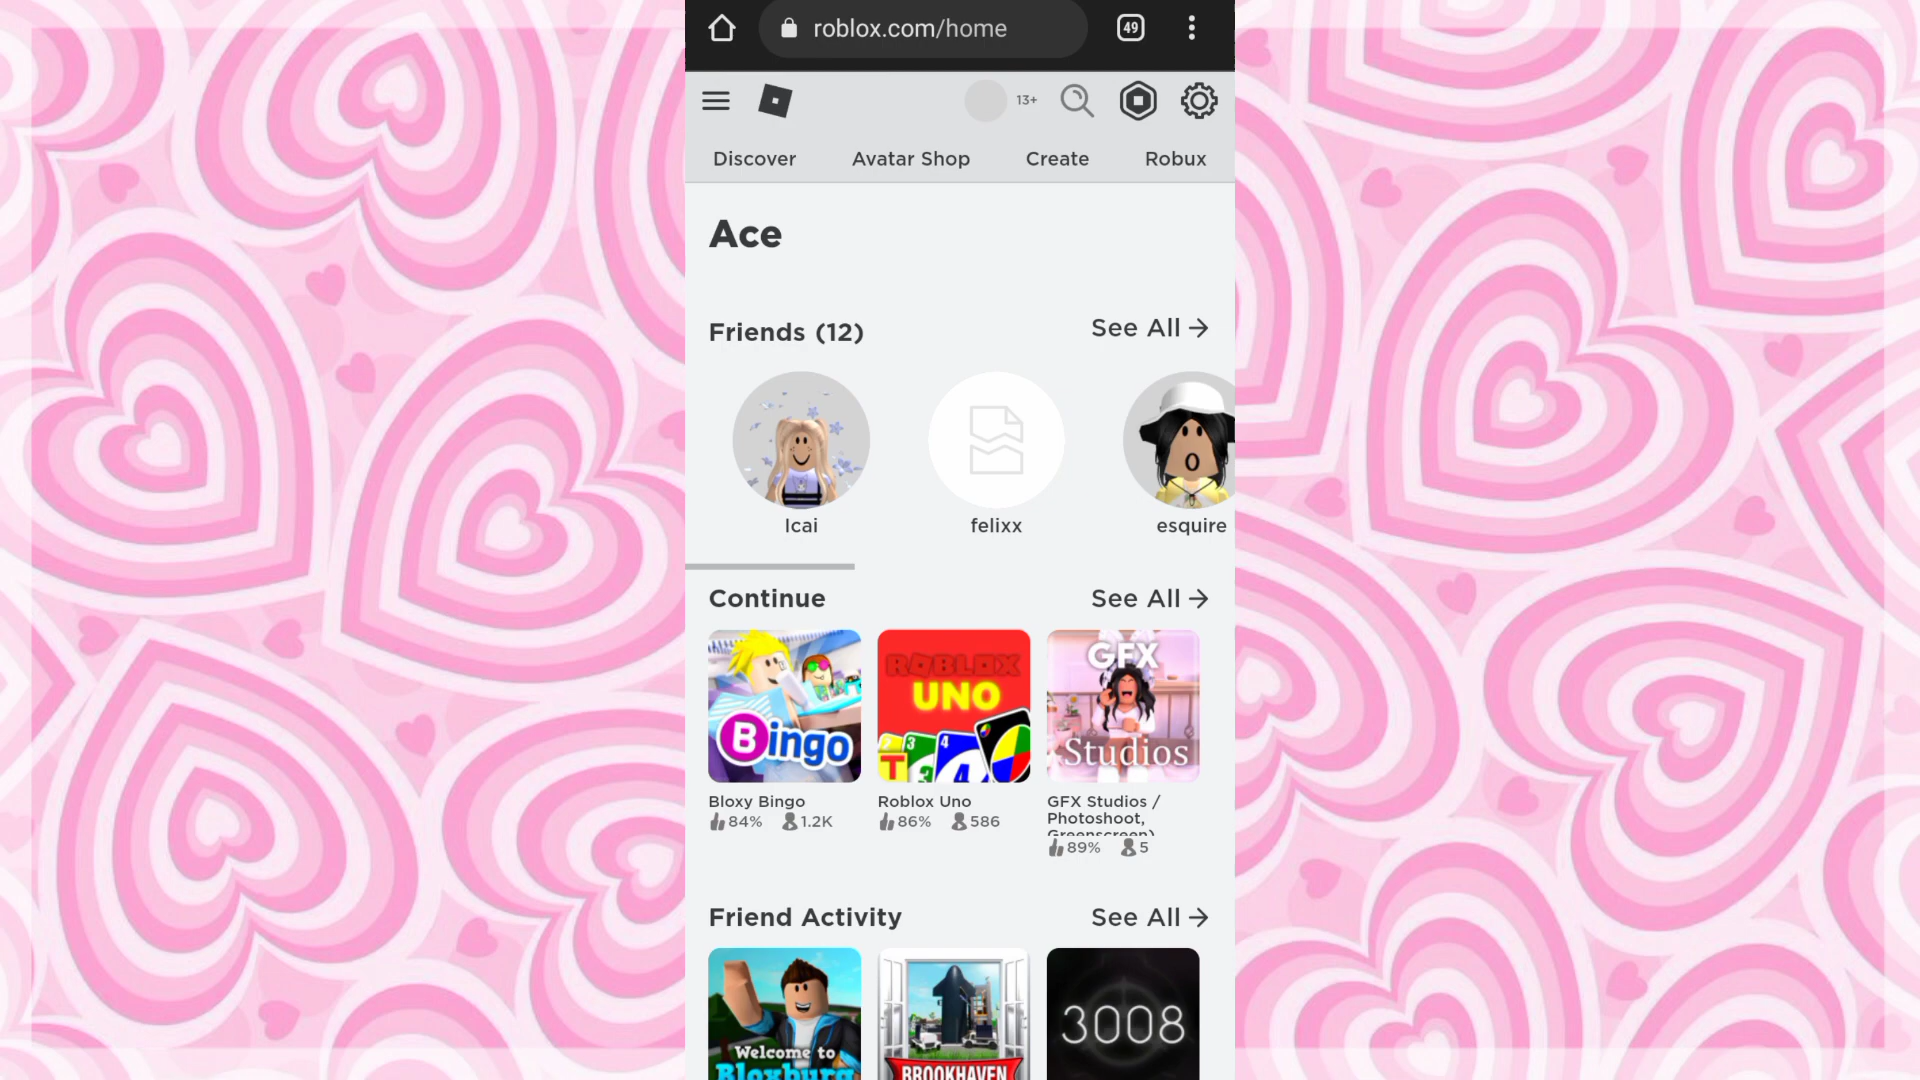 roblox.com/home
49
13+
Discover Avatar Shop Create Robux
Ace
Friends (12) See All
Icai felixx esquire
Continue See All
Bingo
ROBLOX
UNO
GFX
Studios
Bloxy Bingo
84% 1.2K
Roblox Uno
86% 586
GFX Studios /
Photoshoot,
Greenscreen)
89% 5
Friend Activity See All
Welcome to
Bloxburg
BROOKHAVEN
3008